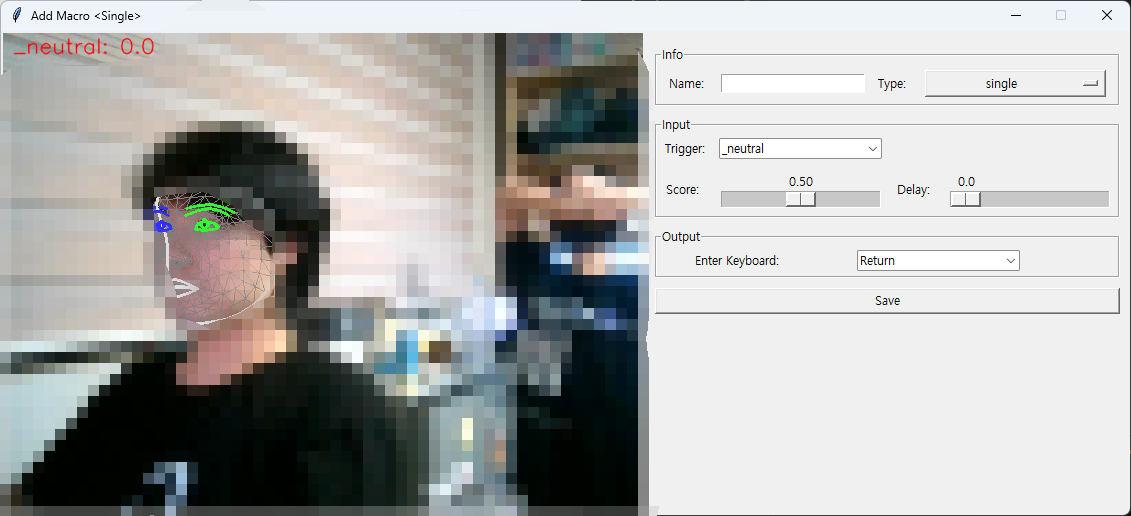 Add Macro <Single>
_neutral: 0.0
Info
Name:
Type: single
Input
Trigger: _neutral
0.50 0.0
Score: Delay:
Output
Enter Keyboard: Return
Save